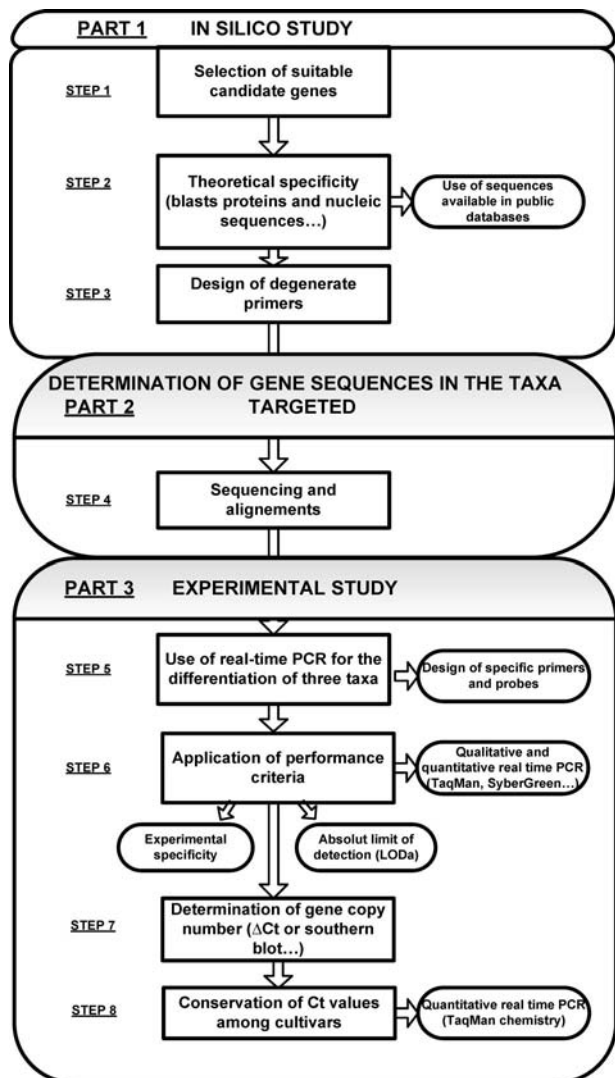 PART 1 IN SILICO STUDY
STEP 1
Selection of suitable
candidate genes
STEP 2
Theoretical specificity
(blasts proteins and nucleic
sequences…)
Use of sequences
available in public
databases
STEP 3
Design of degenerate
primers
DETERMINATION OF GENE SEQUENCES IN THE TAXA
PART 2 TARGETED
STEP 4
Sequencing and
alignements
PART 3 EXPERIMENTAL STUDY
STEP 5
Use of real-time PCR for the
differentiation of three taxa
Design of specific primers
and probes
STEP 6
Application of performance
criteria
Qualitative and
quantitative real time PCR
(TaqMan, SyberGreen…)
Experimental
specificity
Absolut limit of
detection (LODa)
STEP 7
Determination of gene copy
number (ΔCt or southern
blot…)
STEP 8
Conservation of Ct values
among cultivars
Quantitative real time PCR
(TaqMan chemistry)